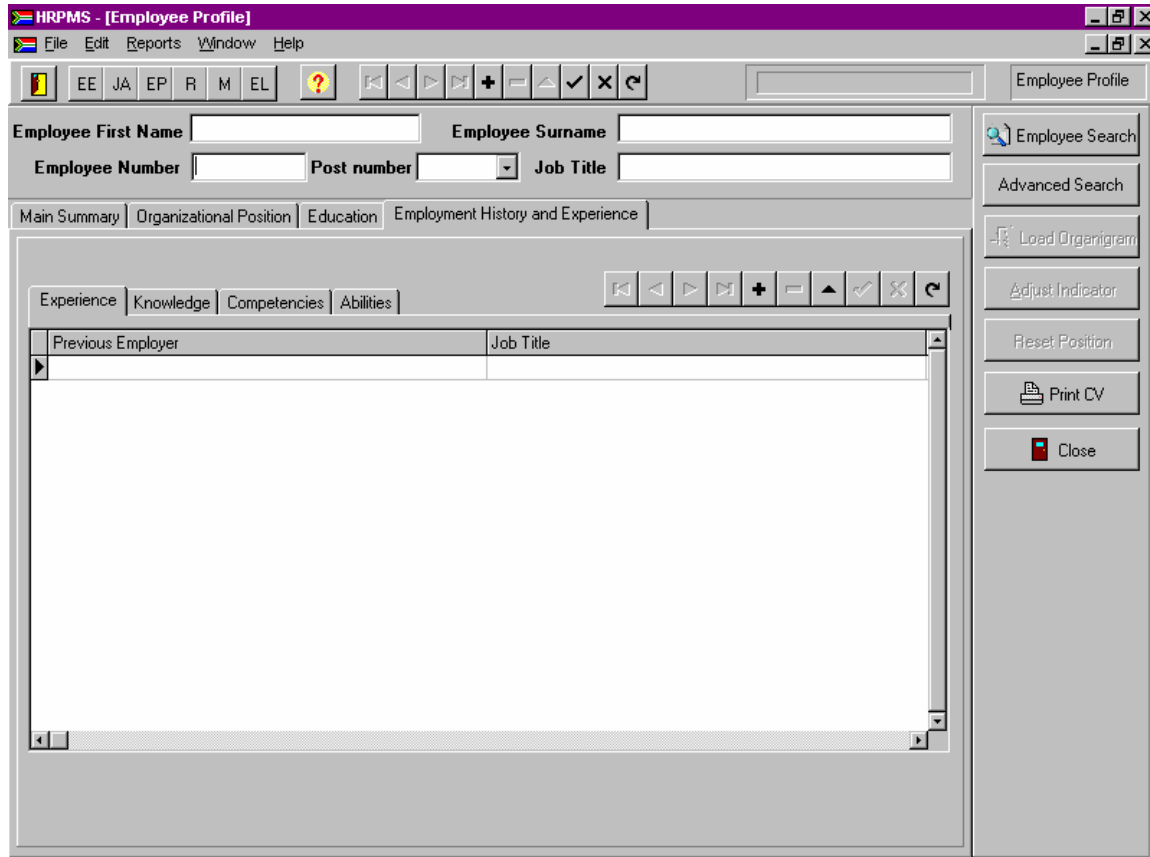 HRPMS - [Employee Profile]
File Edit Reports Window Help
EE JA EP R M EL ? Employee Profile
Employee First Name Employee Surname
Employee Number Post number Job Title
Main Summary Organizational Position Education Employment History and Experience
Experience Knowledge Competencies Abilities
Previous Employer Job Title
Employee Search
Advanced Search
Load Organigram
Adjust Indicator
Reset Position
Print CV
Close